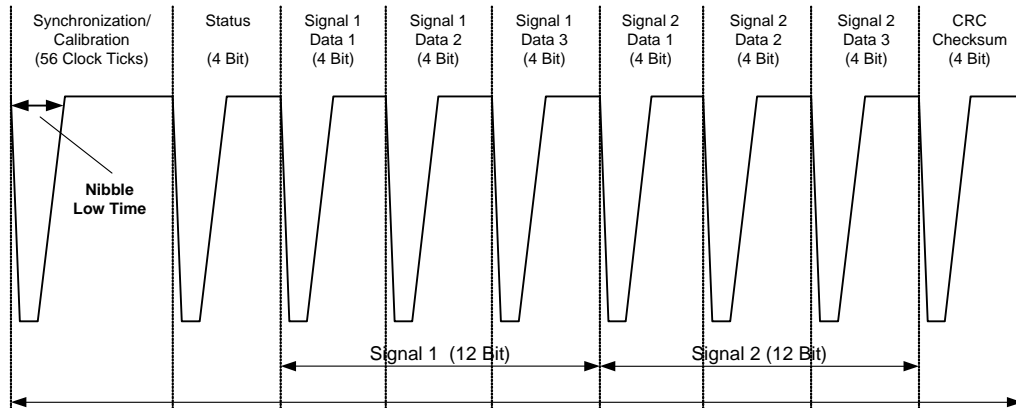 Synchronization/
Calibration
(56 Clock Ticks)
Status
(4 Bit)
Signal 1
Data 1
(4 Bit)
Signal 1
Data 2
(4 Bit)
Signal 1
Data 3
(4 Bit)
Signal 2
Data 1
(4 Bit)
Signal 2
Data 2
(4 Bit)
Signal 2
Data 3
(4 Bit)
CRC
Checksum
(4 Bit)
Nibble
Low Time
Signal 1 (12 Bit)
Signal 2 (12 Bit)